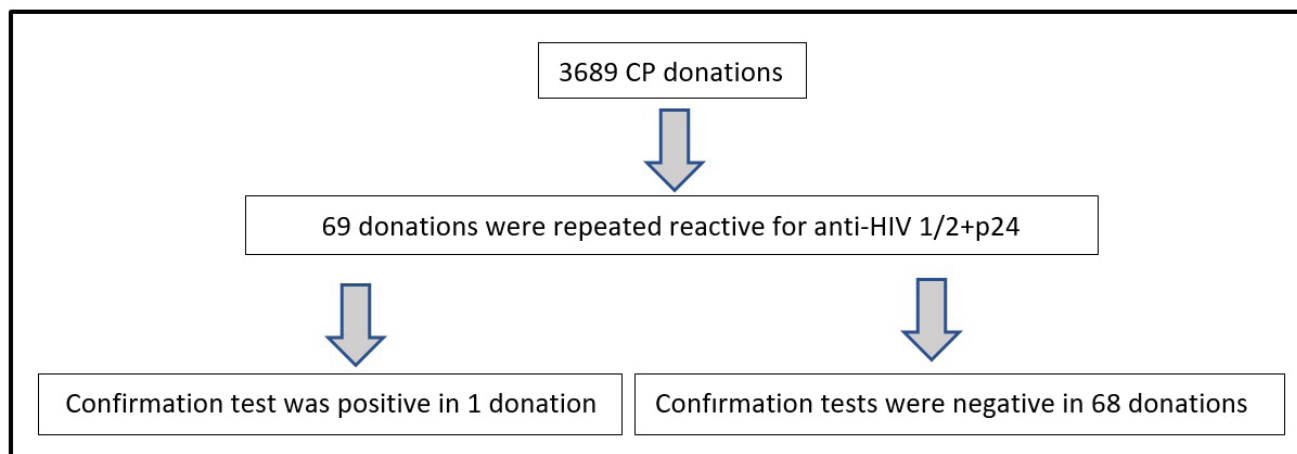 3689 CP donations
69 donations were repeated reactive for anti-HIV 1/2+p24
Confirmation test was positive in 1 donation
Confırmation tests were negative in 68 donations